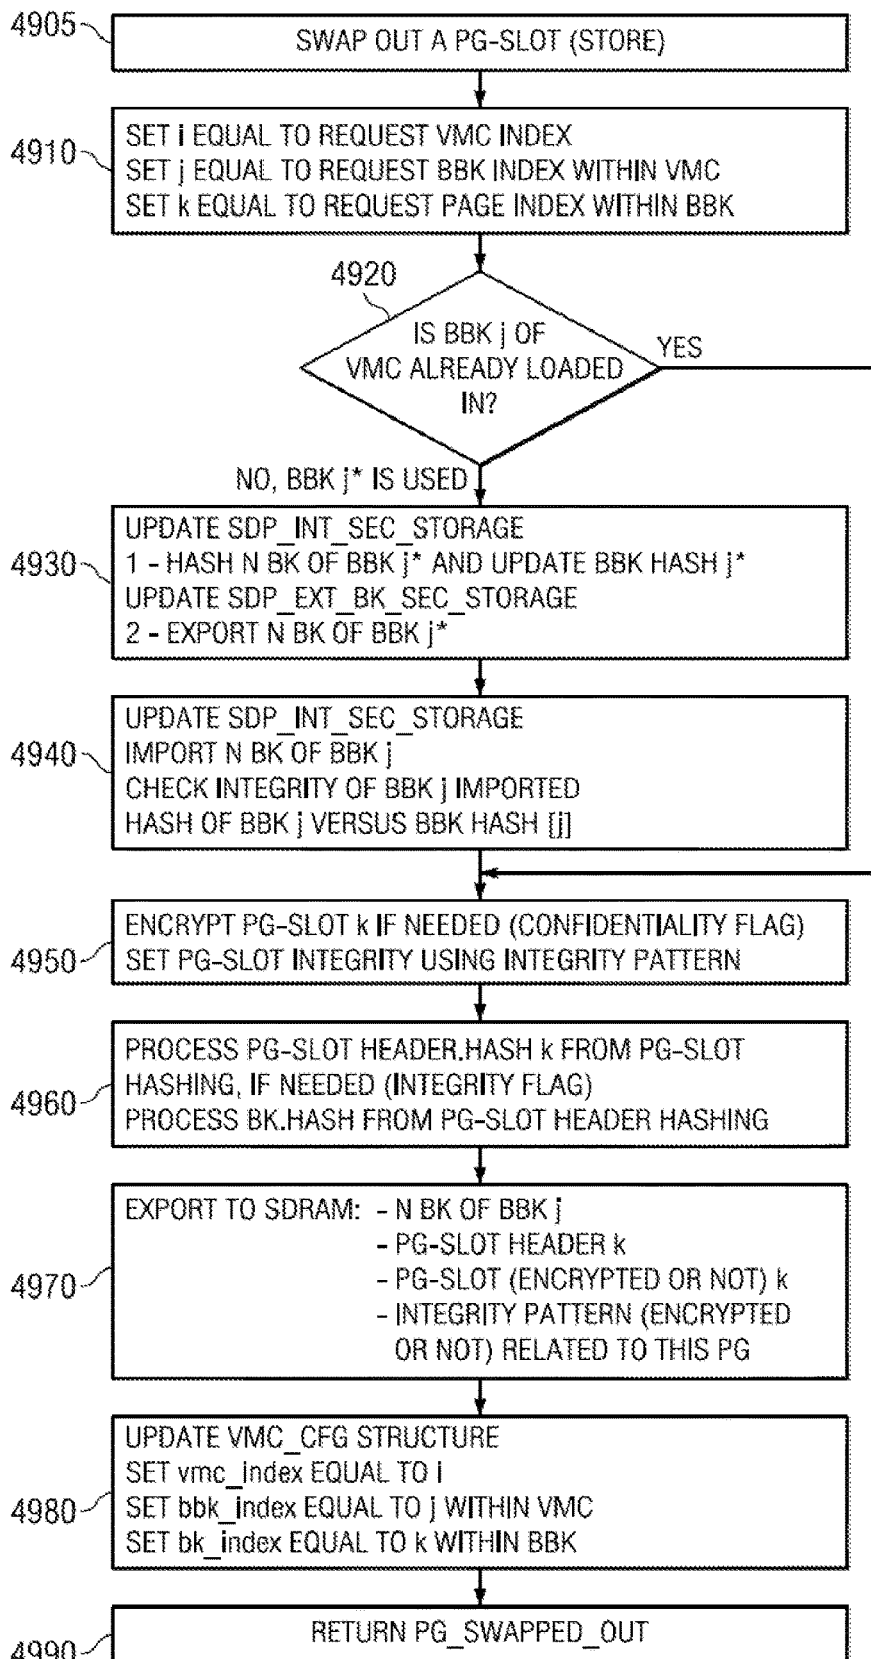 4905
SWAP OUT A PG-SLOT (STORE)
4910
SET i EQUAL TO REQUEST VMC INDEX
SET j EQUAL TO REQUEST BBK INDEX WITHIN VMC
SET k EQUAL TO REQUEST PAGE INDEX WITHIN BBK
4920
IS BBK j OF
VMC ALREADY LOADED
IN?
YES
NO, BBK j* IS USED
4930
UPDATE SDP_INT_SEC_STORAGE
1 - HASH N BK OF BBK j* AND UPDATE BBK HASH j*
UPDATE SDP_EXT_BK_SEC_STORAGE
2 - EXPORT N BK OF BBK j*
4940
UPDATE SDP_INT_SEC_STORAGE
IMPORT N BK OF BBK j
CHECK INTEGRITY OF BBK j IMPORTED
HASH OF BBK j VERSUS BBK HASH [j]
4950
ENCRYPT PG-SLOT k IF NEEDED (CONFIDENTIALITY FLAG)
SET PG-SLOT INTEGRITY USING INTEGRITY PATTERN
4960
PROCESS PG-SLOT HEADER.HASH k FROM PG-SLOT
HASHING, IF NEEDED (INTEGRITY FLAG)
PROCESS BK.HASH FROM PG-SLOT HEADER HASHING
4970
EXPORT TO SDRAM: - N BK OF BBK j
- PG-SLOT HEADER k
- PG-SLOT (ENCRYPTED OR NOT) k
- INTEGRITY PATTERN (ENCRYPTED
OR NOT) RELATED TO THIS PG
4980
UPDATE VMC_CFG STRUCTURE
SET vmc_index EQUAL TO i
SET bbk_index EQUAL TO j WITHIN VMC
SET bk_index EQUAL TO k WITHIN BBK
4990
RETURN PG_SWAPPED_OUT